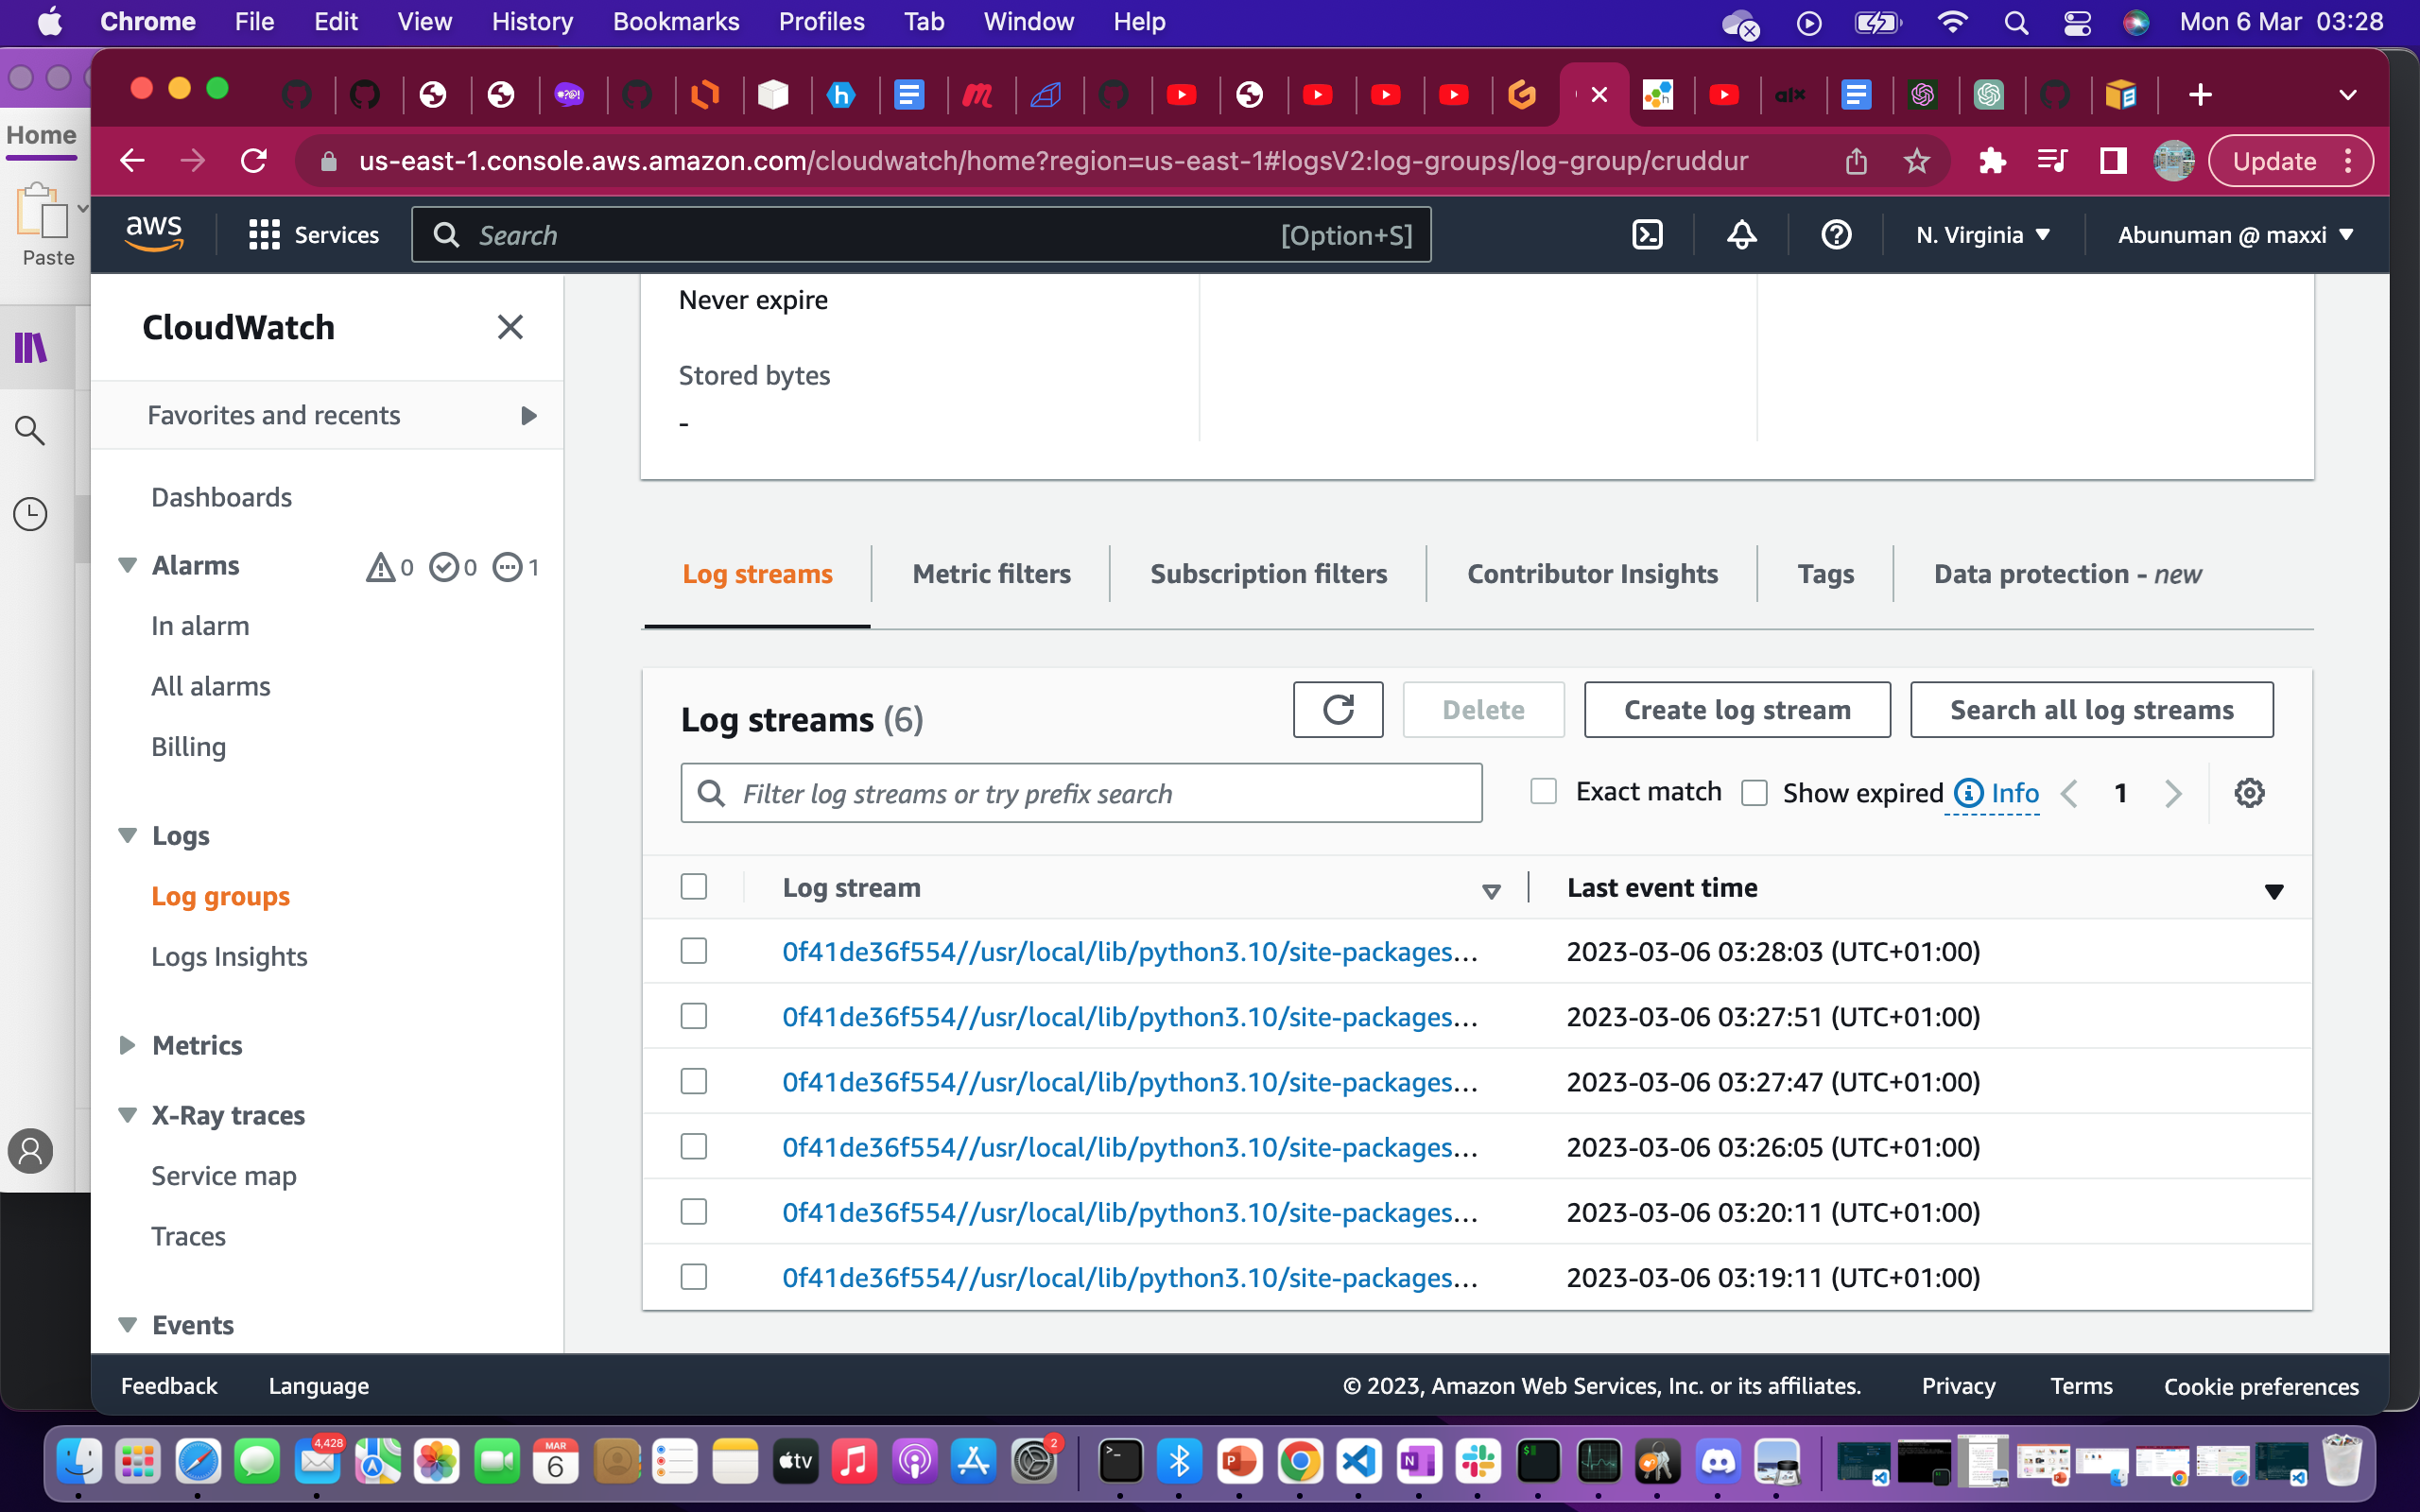 Chrome File Edit View History Bookmarks Profiles Tab Window Help Mon 6 Mar 03:28
Home
Paste
us-east-1.console.aws.amazon.com/cloudwatch/home?region=us-east-1#logsV2:log-groups/log-group/cruddur
Update
aws Services Search [Option+S] N. Virginia Abunuman @ maxxi
CloudWatch
Favorites and recents
Dashboards
Alarms 0 0 1
In alarm
All alarms
Billing
Logs
Log groups
Logs Insights
Metrics
X-Ray traces
Service map
Traces
Events
Never expire
Stored bytes
-
Log streams Metric filters Subscription filters Contributor Insights Tags Data protection - new
Log streams (6) Delete Create log stream Search all log streams
Filter log streams or try prefix search Exact match Show expired Info 1
Log stream Last event time
0f41de36f554//usr/local/lib/python3.10/site-packages... 2023-03-06 03:28:03 (UTC+01:00)
0f41de36f554//usr/local/lib/python3.10/site-packages... 2023-03-06 03:27:51 (UTC+01:00)
0f41de36f554//usr/local/lib/python3.10/site-packages... 2023-03-06 03:27:47 (UTC+01:00)
0f41de36f554//usr/local/lib/python3.10/site-packages... 2023-03-06 03:26:05 (UTC+01:00)
0f41de36f554//usr/local/lib/python3.10/site-packages... 2023-03-06 03:20:11 (UTC+01:00)
0f41de36f554//usr/local/lib/python3.10/site-packages... 2023-03-06 03:19:11 (UTC+01:00)
Feedback Language © 2023, Amazon Web Services, Inc. or its affiliates. Privacy Terms Cookie preferences
4,428
MAR
6
tv
2